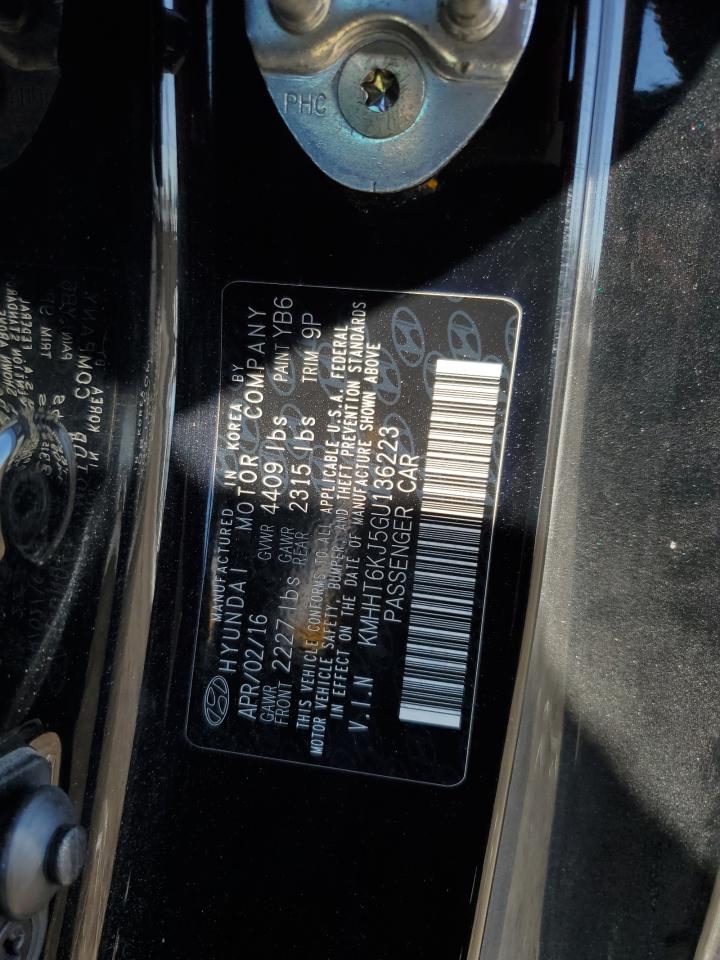 PHC
MANUFACTURED IN KOREA BY
HYUNDAI MOTOR COMPANY
APR/02/16 GVWR 4409 lbs PAINT YB6
GAWR FRONT 2227 lbs GAWR REAR 2315 lbs TRIM 9P
THIS VEHICLE CONFORMS TO ALL APPLICABLE U.S.A. FEDERAL
MOTOR VEHICLE SAFETY, BUMPER, AND THEFT PREVENTION STANDARDS
IN EFFECT ON THE DATE OF MANUFACTURE SHOWN ABOVE
V.I.N KMHHT6KJ5GU136223
PASSENGER CAR